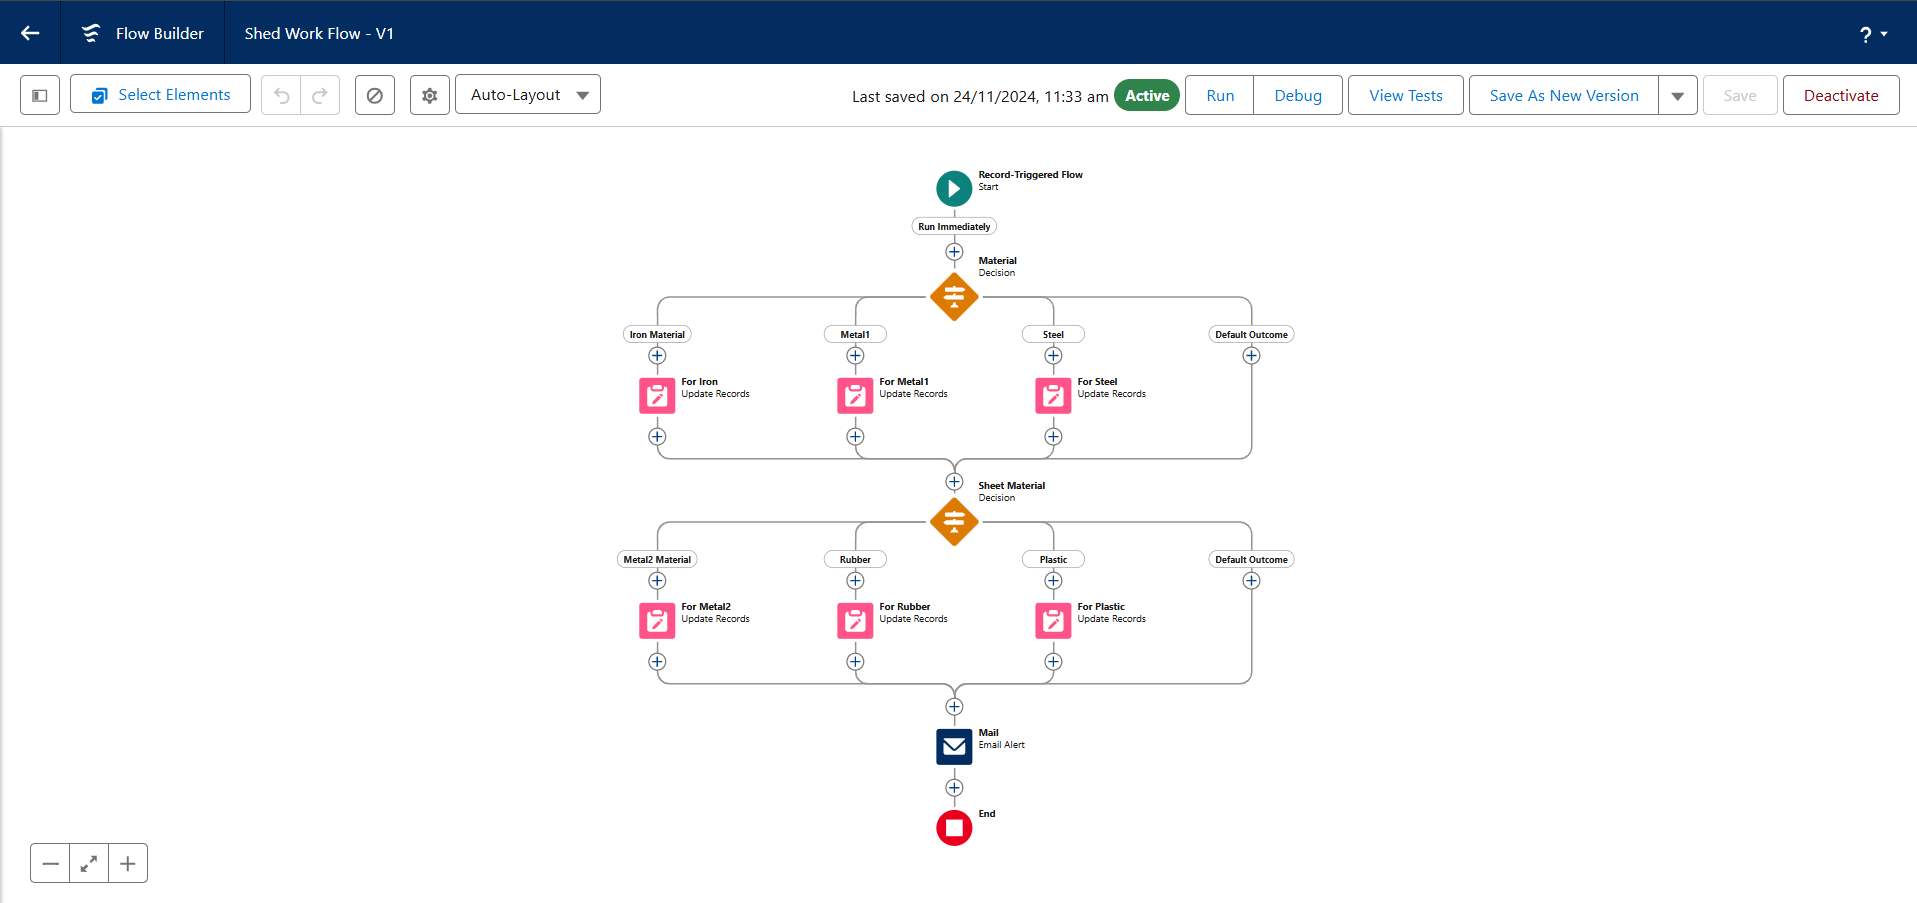 Flow Builder
Shed Work Flow - V1
?
Select Elements
Auto-Layout
Last saved on 24/11/2024, 11:33 am
Active
Run
Debug
View Tests
Save As New Version
Save
Deactivate
Record-Triggered Flow
Start
Run Immediately
Material
Decision
Iron Material
Metal1
Steel
Default Outcome
For Iron
Update Records
For Metal1
Update Records
For Steel
Update Records
Sheet Material
Decision
Metal2 Material
Rubber
Plastic
Default Outcome
For Metal2
Update Records
For Rubber
Update Records
For Plastic
Update Records
Mail
Email Alert
End